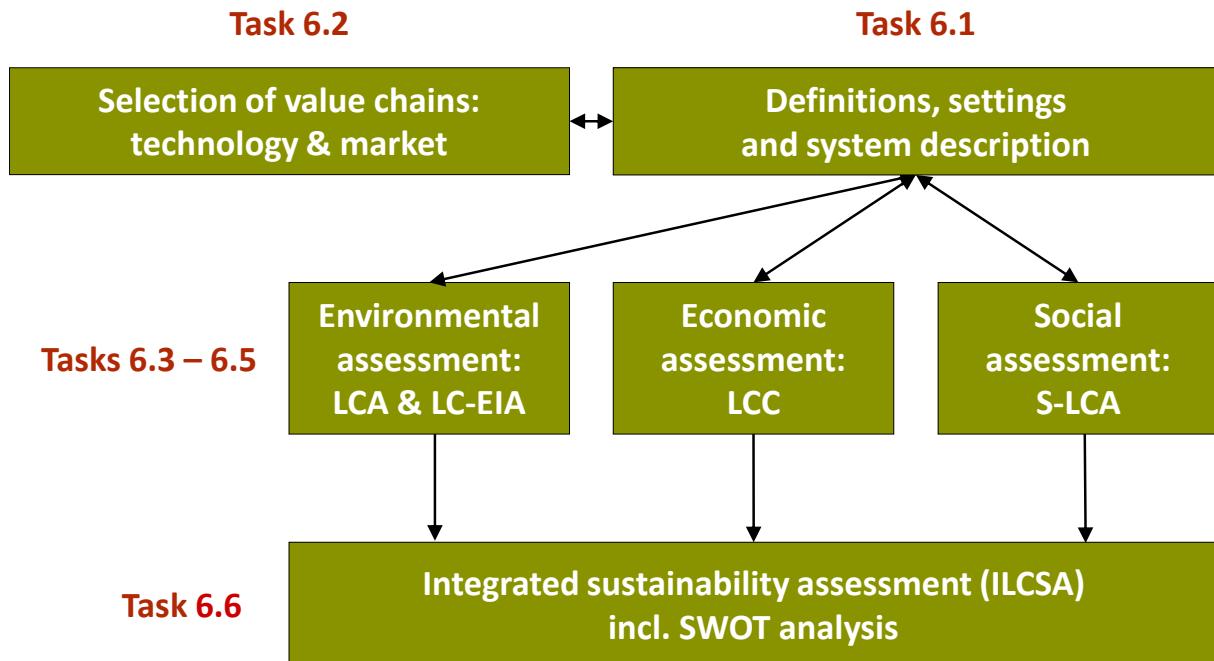 Task 6.2
Task 6.1
Selection of value chains:
technology & market
Definitions, settings
and system description
Tasks 6.3 – 6.5
Environmental
assessment:
LCA & LC-EIA
Economic
assessment:
LCC
Social
assessment:
S-LCA
Task 6.6
Integrated sustainability assessment (ILCSA)
incl. SWOT analysis